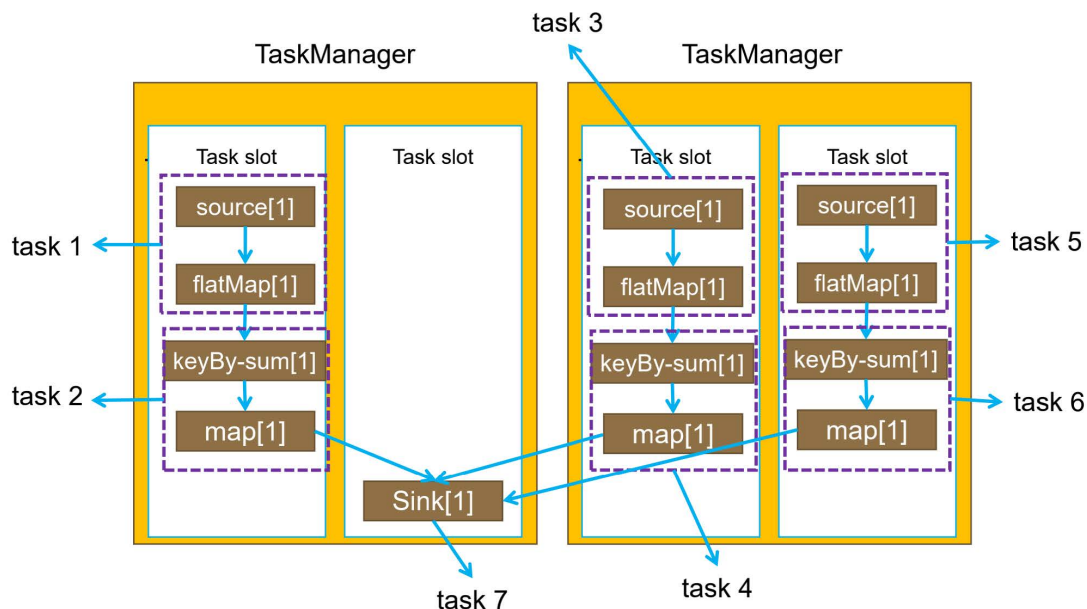 task 3
TaskManager
TaskManager
Task slot
Task slot
Task slot
Task slot
source[1]
source[1]
source[1]
task 1
task 5
flatMap[1]
flatMap[1]
flatMap[1]
keyBy-sum[1]
keyBy-sum[1]
keyBy-sum[1]
task 2
task 6
map[1]
map[1]
map[1]
Sink[1]
task 7
task 4